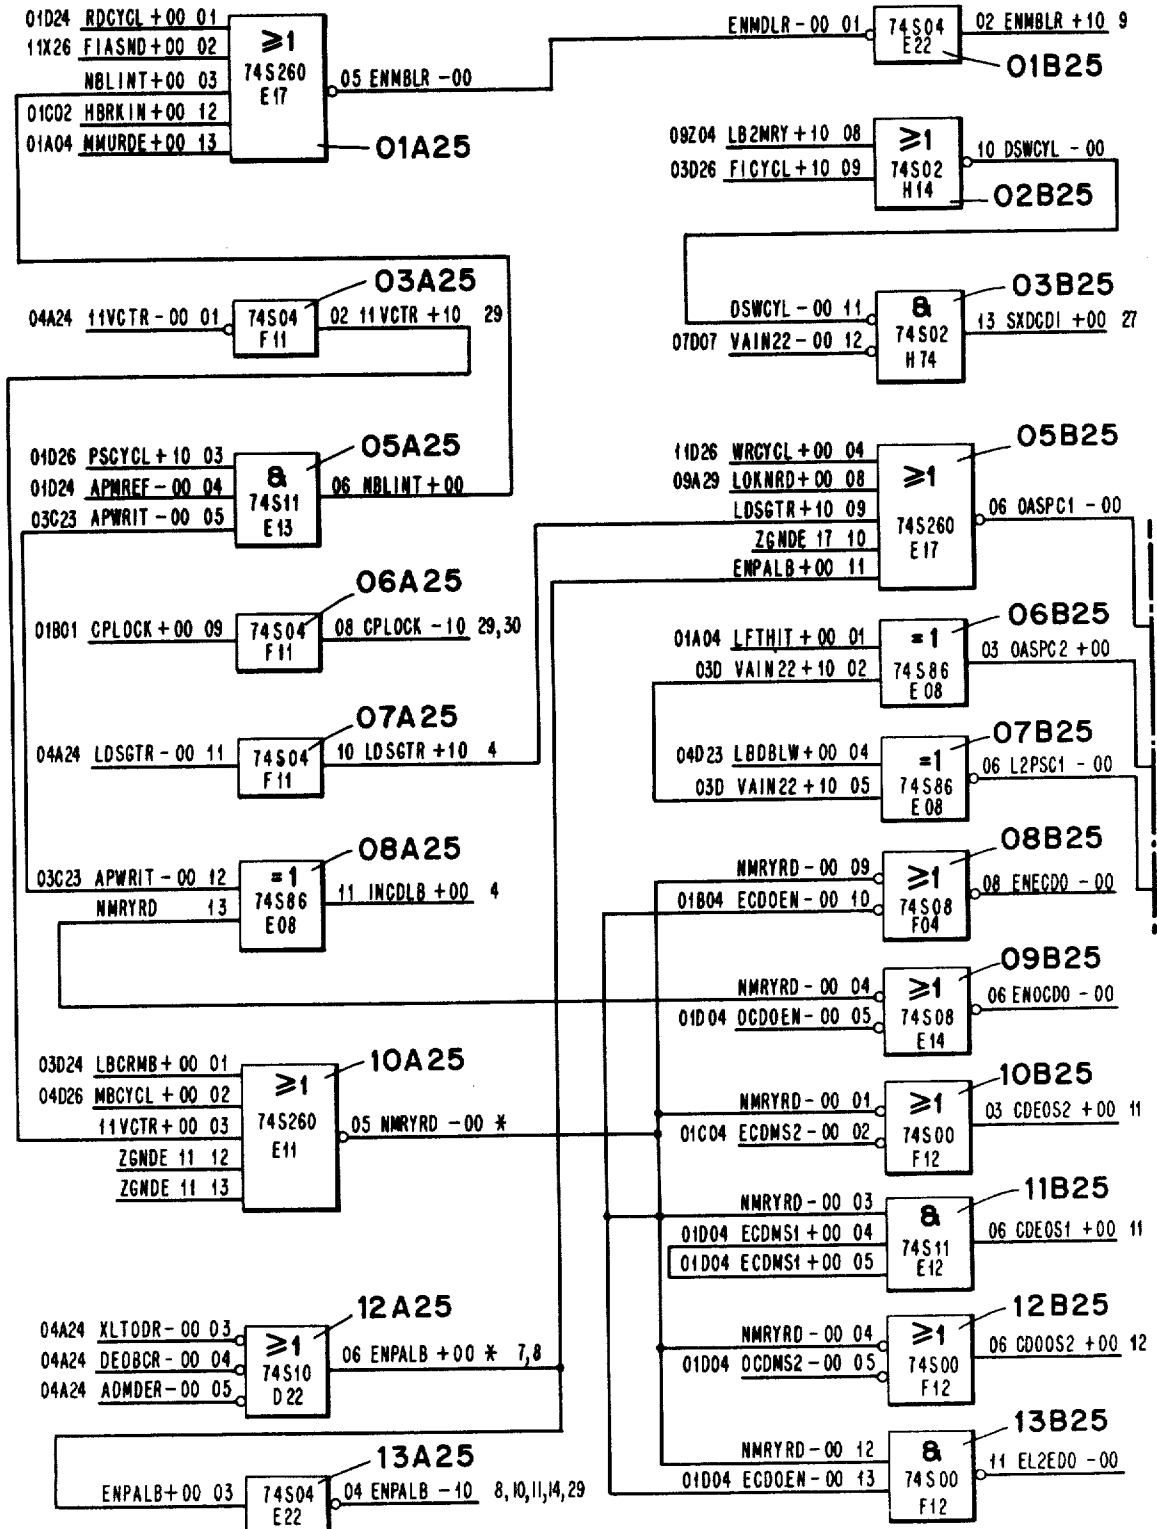 01D24 RDCYCL +00 01
11X26 FIASND +00 02
NBLINT +00 03
01C02 HBRKIN +00 12
01A04 MMURDE +00 13
≥1
74S260
E17
05 ENMBLR -00
01A25
ENMDLR -00 01
74S04
E22
02 ENMBLR +10 9
01B25
09Z04 LB2MRY +10 08
03D26 FICYCL +10 09
≥1
74S02
H14
10 DSWCYL -00
02B25
04A24 11VCTR -00 01
74S04
F11
02 11VCTR +10 29
03A25
DSWCYL -00 11
07D07 VAIN22 -00 12
&
74S02
H74
13 SXDCDI +00 27
03B25
01D26 PSCYCL +10 03
01D24 APMREF -00 04
03C23 APWRIT -00 05
&
74S11
E13
06 NBLINT +00
05A25
11D26 WRCYCL +00 04
09A29 LOKNRD +00 08
LDSGTR +10 09
ZGNDE 17 10
ENPALB +00 11
≥1
74S260
E17
06 OASPC1 -00
05B25
01B01 CPLOCK +00 09
74S04
F11
08 CPLOCK -10 29,30
06A25
01A04 LFTHIT +00 01
03D VAIN22 +10 02
=1
74S86
E08
03 OASPC2 +00
06B25
04A24 LDSGTR -00 11
74S04
F11
10 LDSGTR +10 4
07A25
04D23 LBDBLW +00 04
03D VAIN22 +10 05
=1
74S86
E08
06 L2PSC1 -00
07B25
03C23 APWRIT -00 12
NMRYRD 13
=1
74S86
E08
11 INCDLB +00 4
08A25
NMRYRD -00 09
01B04 ECDOEN -00 10
≥1
74S08
F04
08 ENECDO -00
08B25
NMRYRD -00 04
01D04 OCDOEN -00 05
≥1
74S08
E14
06 ENOCDO -00
09B25
03D24 LBCRMB +00 01
04D26 MBCYCL +00 02
11VCTR +00 03
ZGNDE 11 12
ZGNDE 11 13
≥1
74S260
E11
05 NMRYRD -00 *
10A25
NMRYRD -00 01
01C04 ECDMS2 -00 02
≥1
74S00
F12
03 CDEOS2 +00 11
10B25
NMRYRD -00 03
01D04 ECDMS1 +00 04
01D04 ECDMS1 +00 05
&
74S11
E12
06 CDEOS1 +00 11
11B25
04A24 XLTODR -00 03
04A24 DEOBCR -00 04
04A24 ADMDER -00 05
≥1
74S10
D22
06 ENPALB +00 * 7,8
12A25
NMRYRD -00 04
01D04 OCDMS2 -00 05
≥1
74S00
F12
06 CDOOS2 +00 12
12B25
ENPALB +00 03
74S04
E22
04 ENPALB -10 8,10,11,14,29
13A25
NMRYRD -00 12
01D04 ECDOEN -00 13
&
74S00
F12
11 EL2EDO -00
13B25